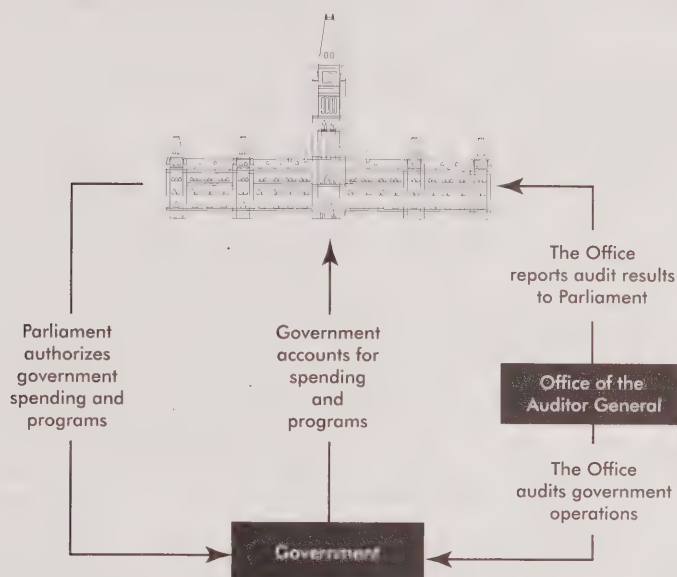 Parliament
authorizes
government
spending and
programs
Government
accounts for
spending
and
programs
The Office
reports audit results
to Parliament
Office of the
Auditor General
The Office
audits government
operations
Government